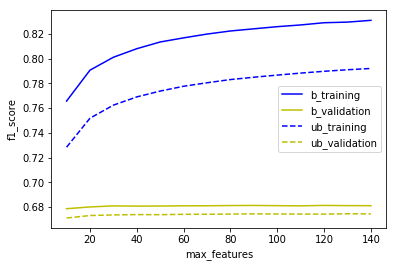 0.82
0.80
0.78
0.76
0.74
0.72
0.70
0.68
f1_score
b_training
b_validation
ub_training
ub_validation
20 40 60 80 100 120 140
max_features